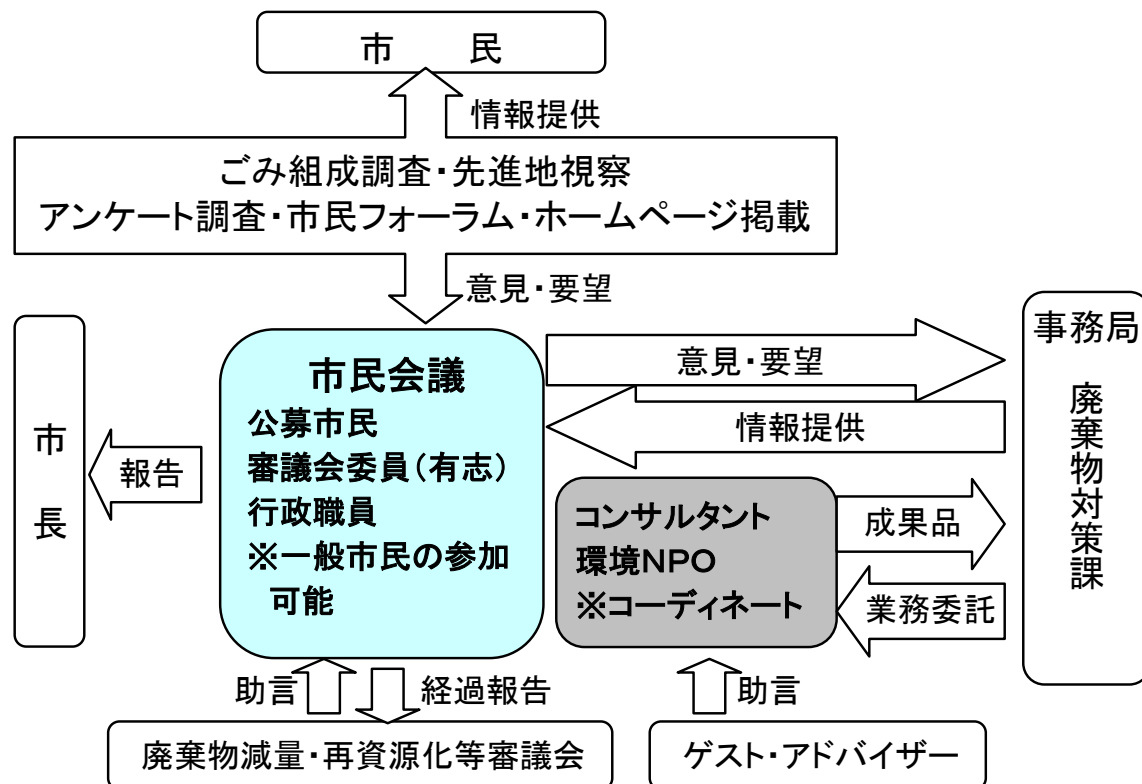 市　民
情報提供
ごみ組成調査・先進地視察
アンケート調査・市民フォーラム・ホームページ掲載
意見・要望
市長
報告
市民会議
公募市民
審議会委員（有志）
行政職員
※一般市民の参加
可能
意見・要望
情報提供
コンサルタント
環境NPO
※コーディネート
成果品
業務委託
事務局
廃棄物対策課
助言
経過報告
助言
廃棄物減量・再資源化等審議会
ゲスト・アドバイザー